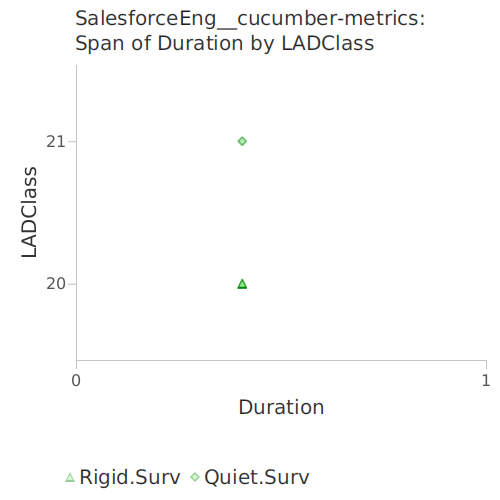 SalesforceEng__cucumber-metrics:
Span of Duration by LADClass
21
20
LADClass
0
1
Duration
Rigid.Surv Quiet.Surv